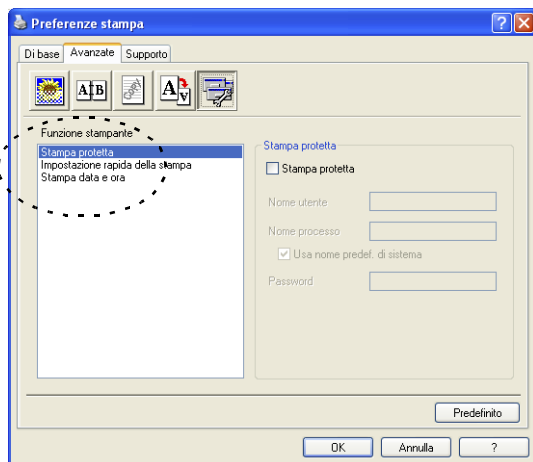 Preferenze stampa
Di base Avanzate Supporto
A B
A A
Funzione stampante
Stampa protetta
Impostazione rapida della stampa
Stampa data e ora
Stampa protetta
Stampa protetta
Nome utente
Nome processo
Usa nome predef. di sistema
Password
Predefinito
OK Annulla ?